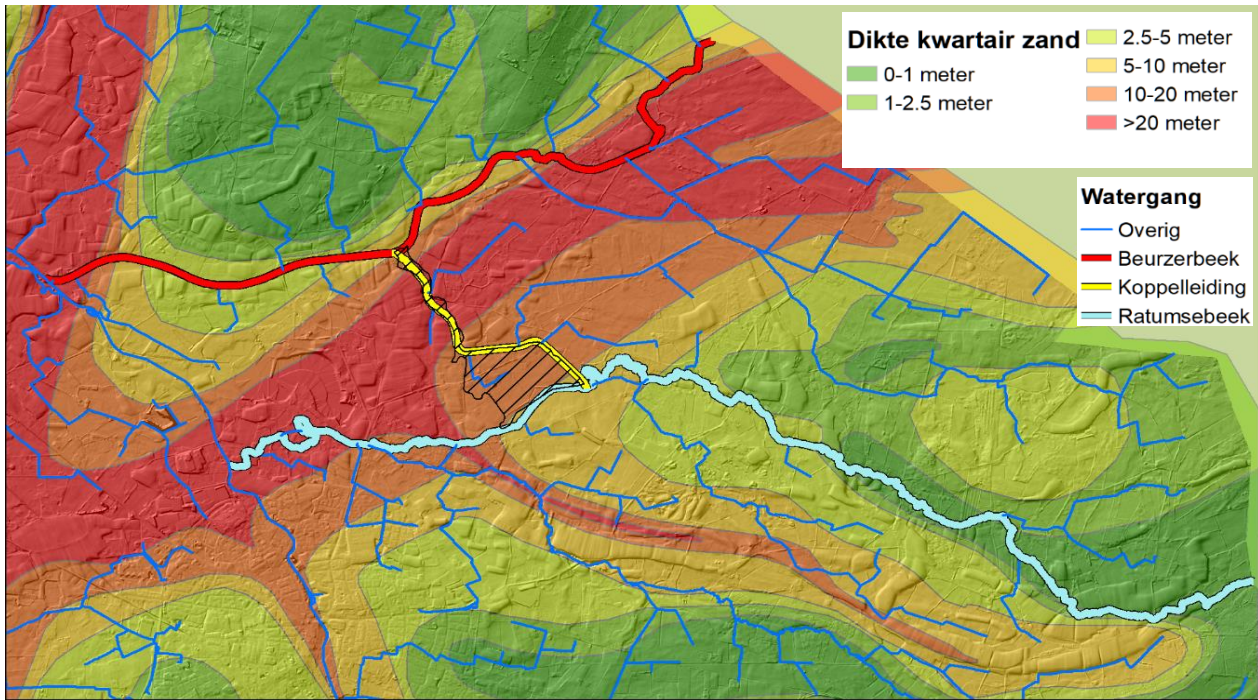 Dikte kwartair zand
0-1 meter
1-2.5 meter
2.5-5 meter
5-10 meter
10-20 meter
>20 meter
Watergang
Overig
Beurzerbeek
Koppelleiding
Ratumsebeek